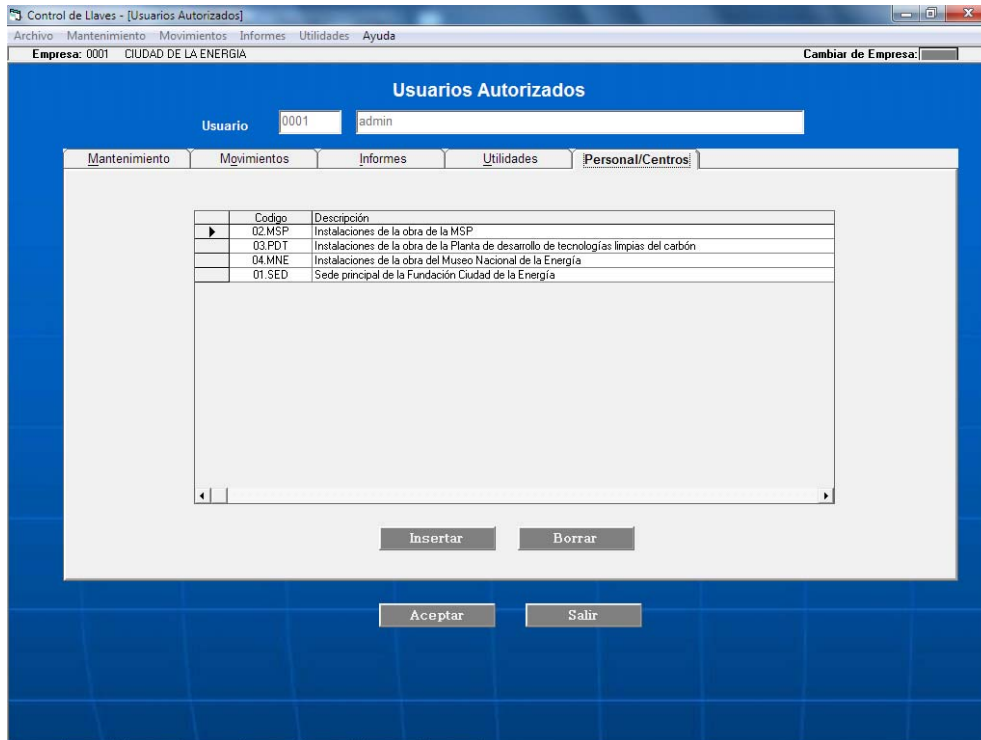 Control de Llaves - [Usuarios Autorizados]
Archivo Mantenimiento Movimientos Informes Utilidades Ayuda
Empresa: 0001 CIUDAD DE LA ENERGIA Cambiar de Empresa:
Usuarios Autorizados
Usuario 0001 admin
Mantenimiento Movimientos Informes Utilidades Personal/Centros
Codigo Descripción
02.MSP Instalaciones de la obra de la MSP
03.PDT Instalaciones de la obra de la Planta de desarrollo de tecnologías limpias del carbón
04.MNE Instalaciones de la obra del Museo Nacional de la Energía
01.SED Sede principal de la Fundación Ciudad de la Energía
Insertar Borrar
Aceptar Salir